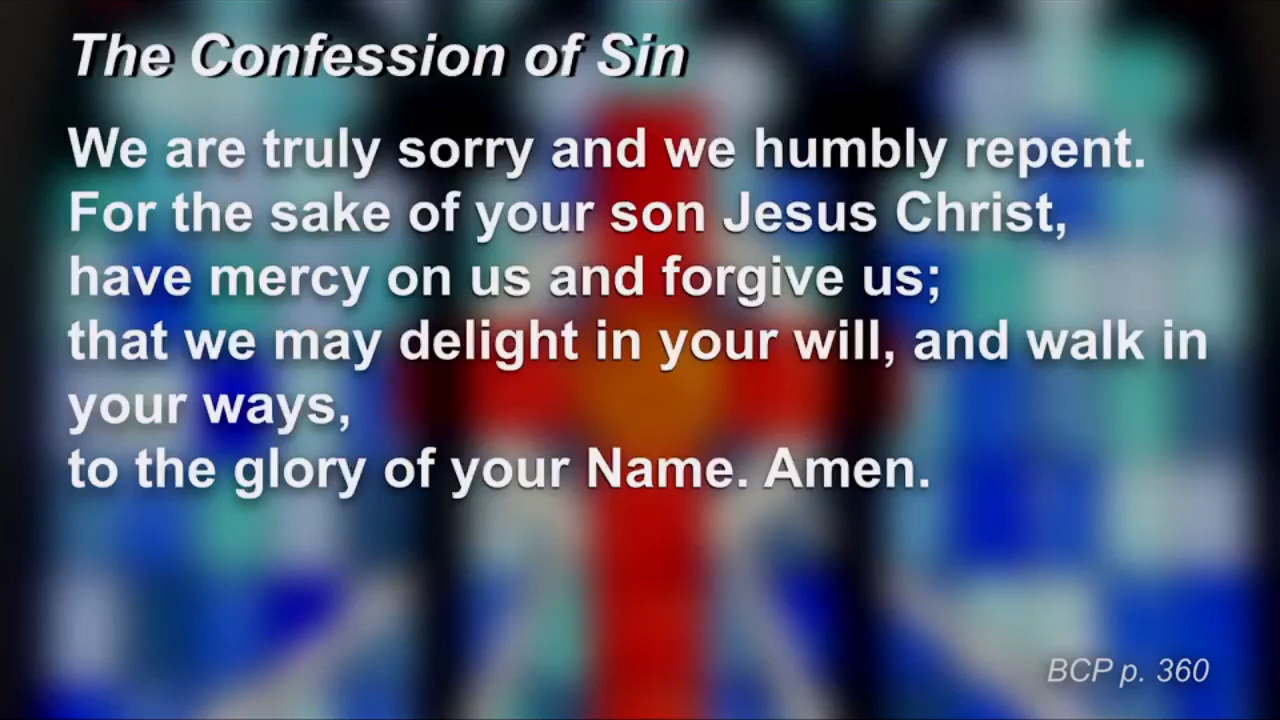 The Confession of Sin
We are truly sorry and we humbly repent.
For the sake of your son Jesus Christ,
have mercy on us and forgive us;
that we may delight in your will, and walk in
your ways,
to the glory of your Name. Amen.
BCP p. 360